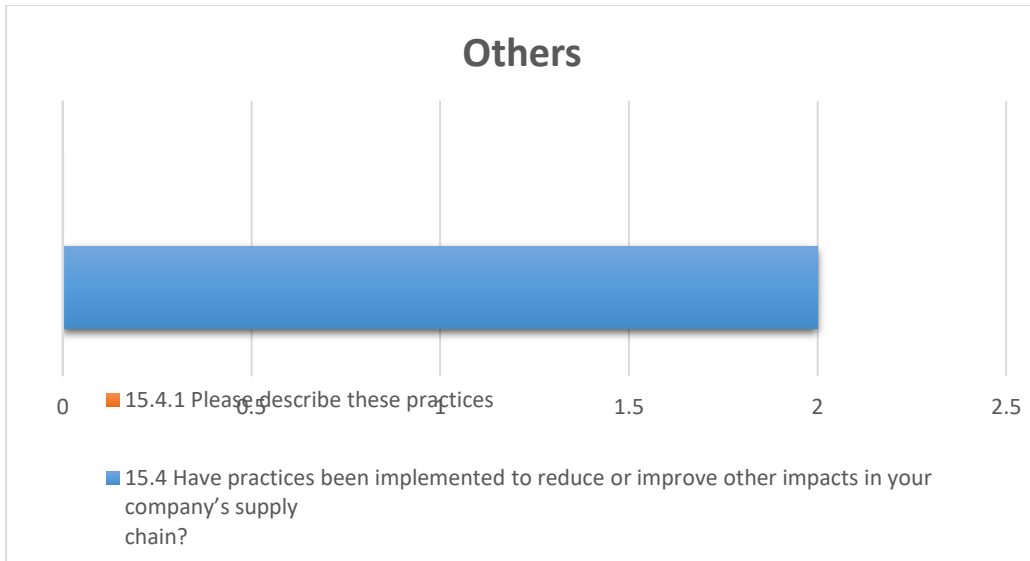 Others
0 0.5 1 1.5 2 2.5
15.4.1 Please describe these practices
15.4 Have practices been implemented to reduce or improve other impacts in your
company’s supply
chain?